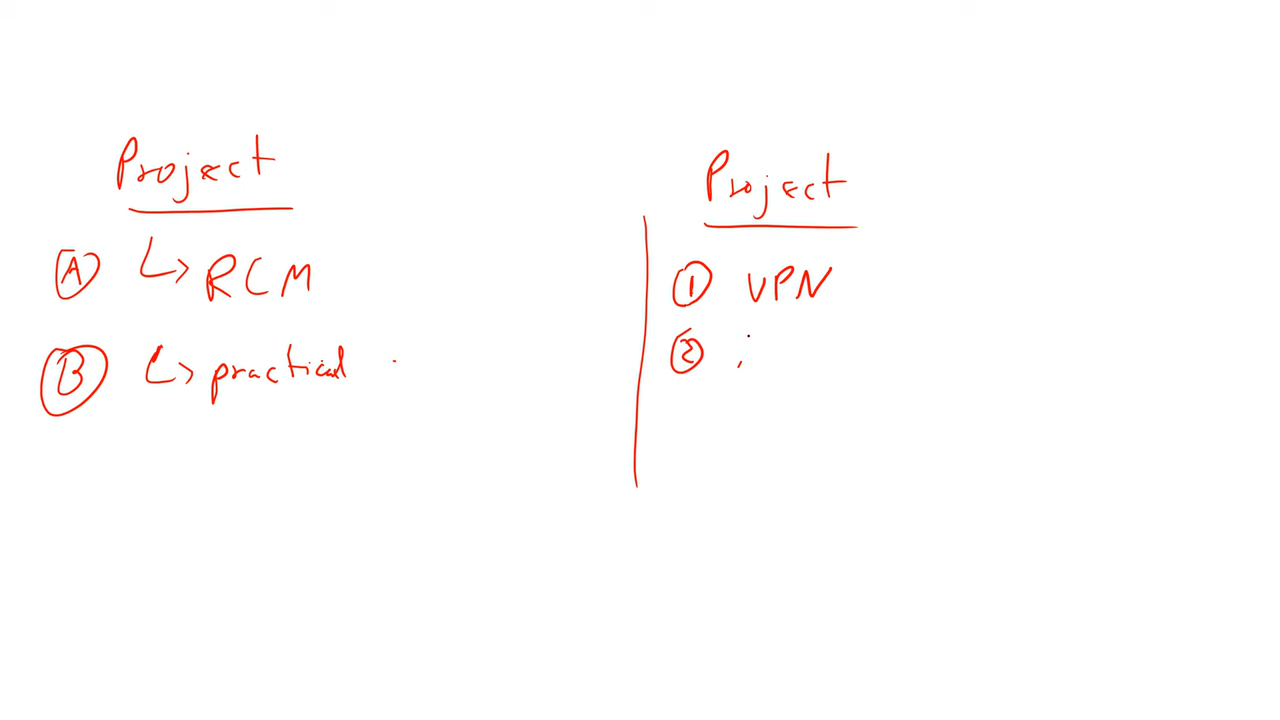 Project
A ↳ RCM
B ↳ practical
Project
1 VPN
2